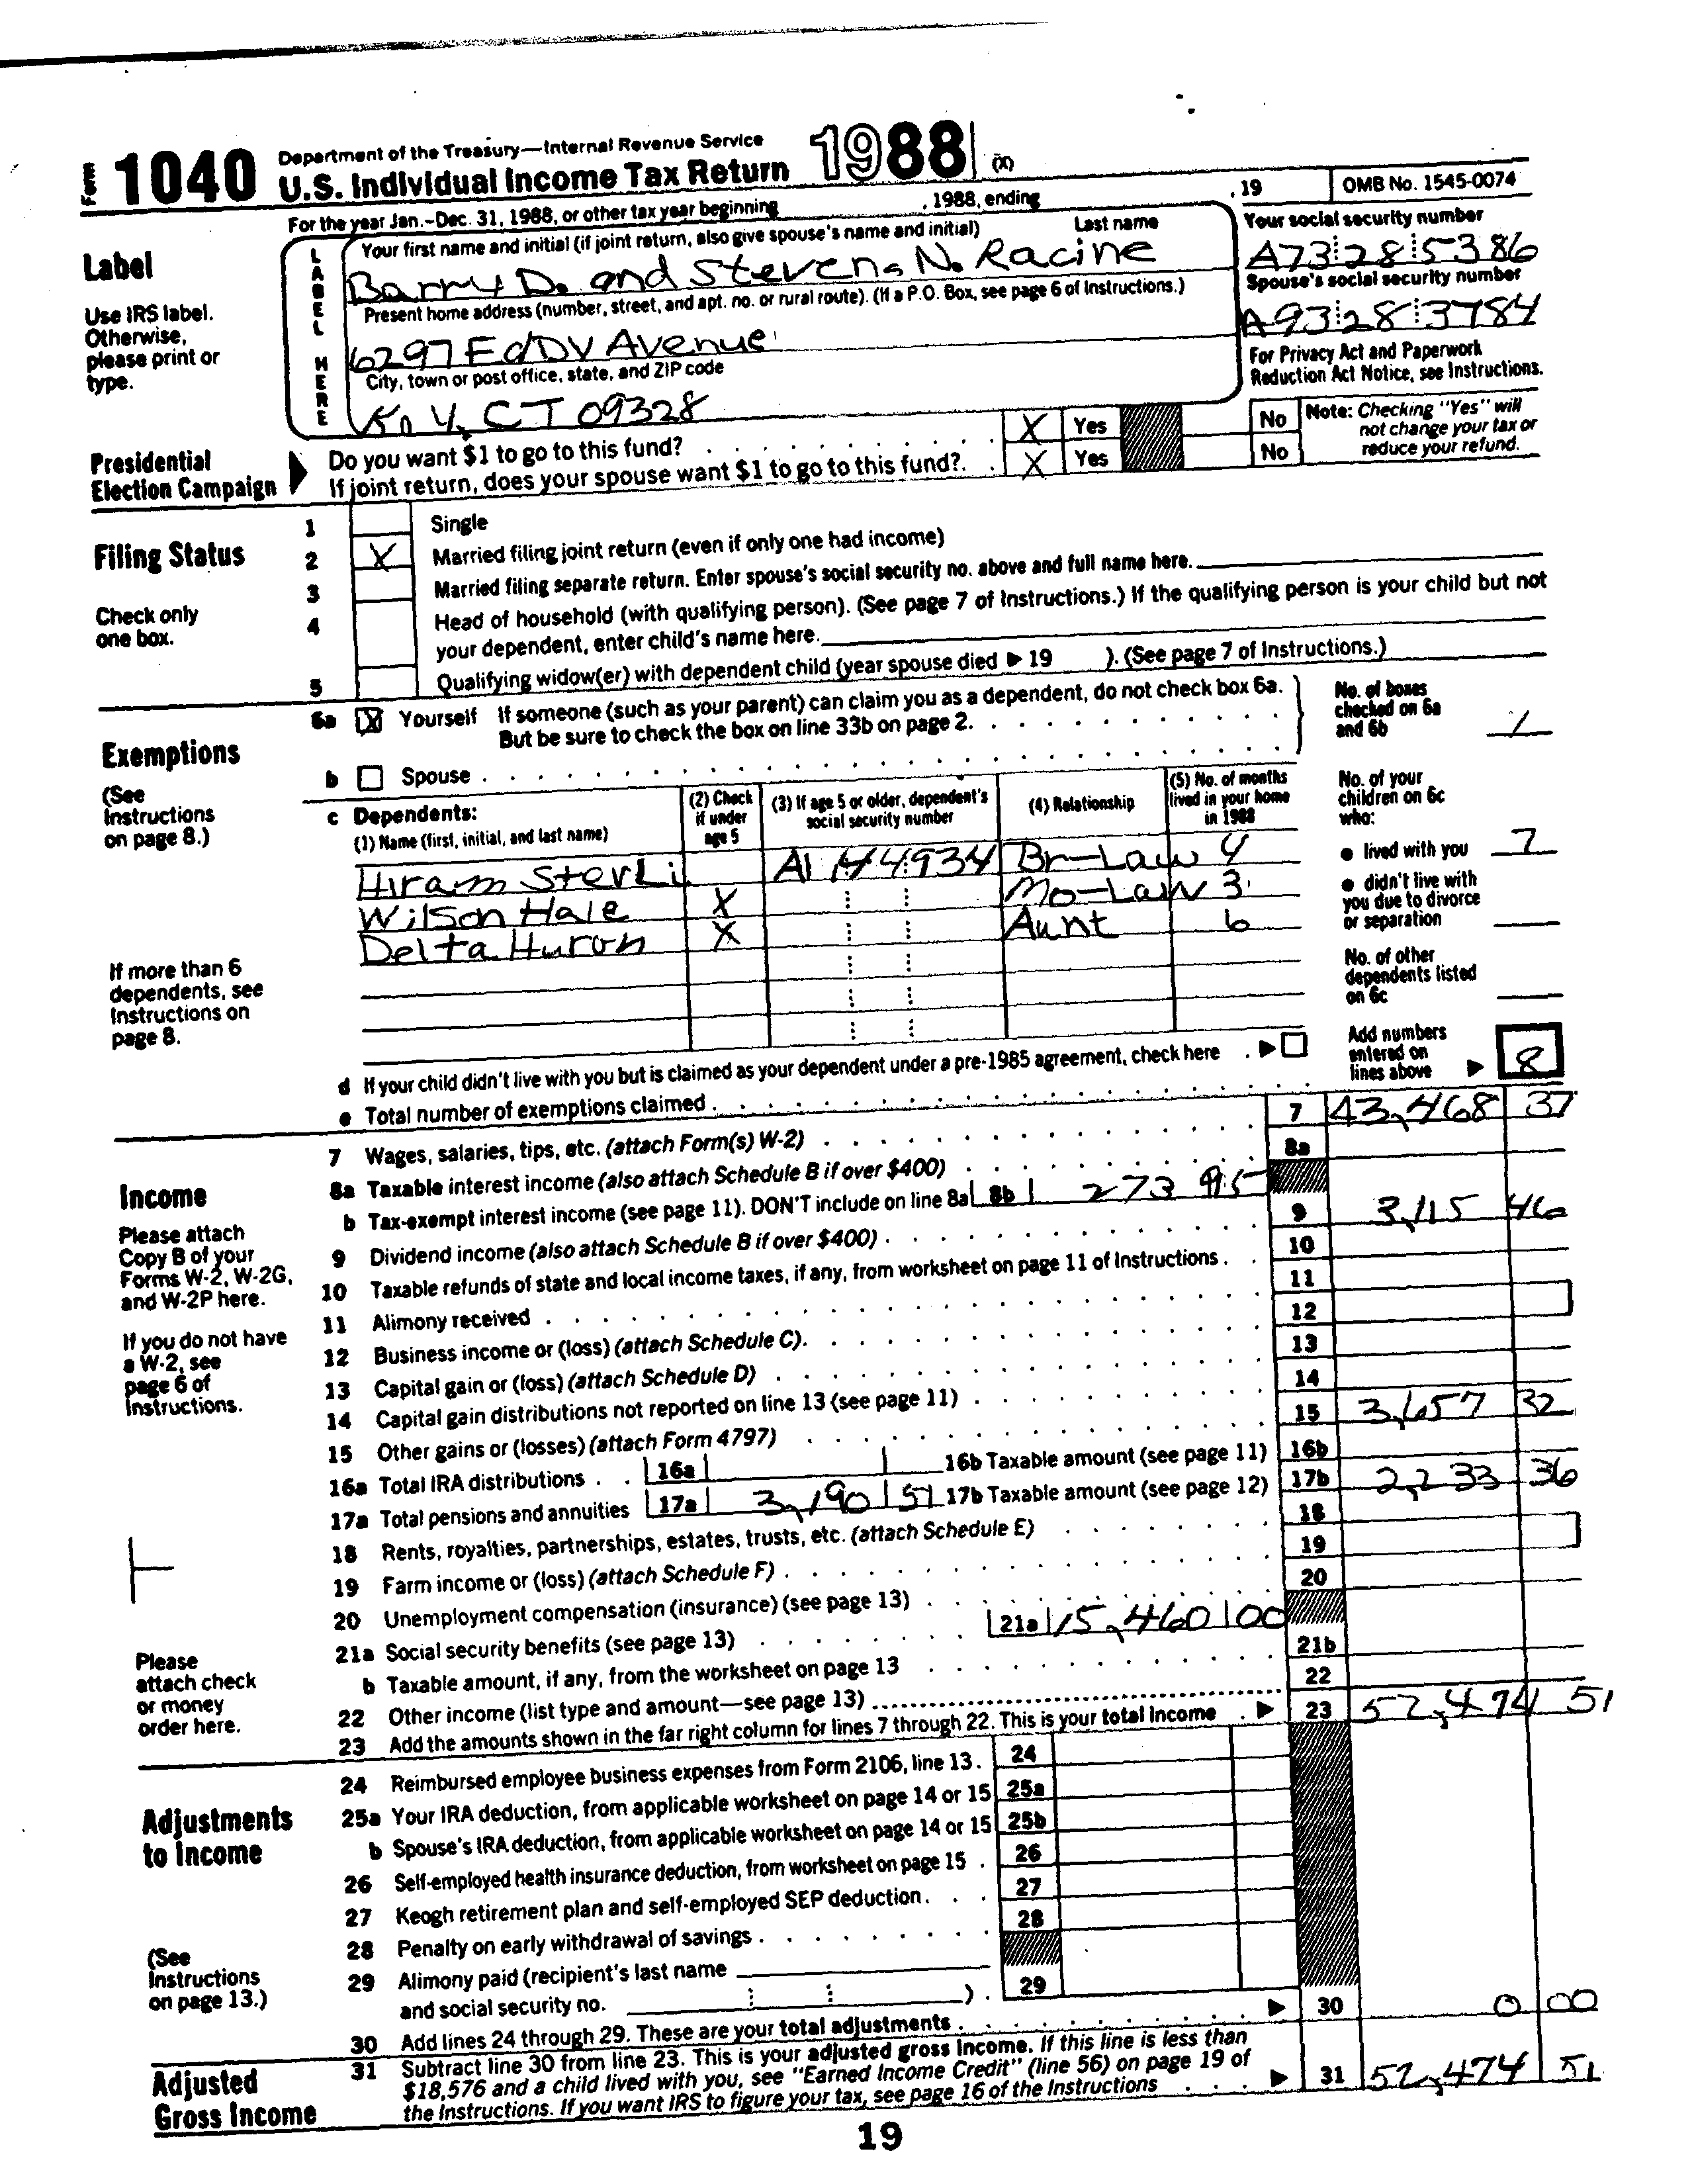 Form 1040 Department of the Treasury—Internal Revenue Service
U.S. Individual Income Tax Return 1988 (X)
For the year Jan.-Dec. 31, 1988, or other tax year beginning , 1988, ending , 19 OMB No. 1545-0074
Label
Use IRS label. Otherwise, please print or type.
LABEL HERE
Your first name and initial (if joint return, also give spouse's name and initial) Last name
Barry D. and Steven N. Racine
Your social security number
A73 28 5386
Present home address (number, street, and apt. no. or rural route). (If a P.O. Box, see page 6 of Instructions.)
6297 EdDV Avenue
Spouse's social security number
A93 28 3784
City, town or post office, state, and ZIP code
CT 09328
For Privacy Act and Paperwork Reduction Act Notice, see Instructions.
Presidential Election Campaign
Do you want $1 to go to this fund? X Yes No
If joint return, does your spouse want $1 to go to this fund?. X Yes No
Note: Checking "Yes" will not change your tax or reduce your refund.
Filing Status
Check only one box.
1 Single
2 X Married filing joint return (even if only one had income)
3 Married filing separate return. Enter spouse's social security no. above and full name here.
4 Head of household (with qualifying person). (See page 7 of Instructions.) If the qualifying person is your child but not
your dependent, enter child's name here.
5 Qualifying widow(er) with dependent child (year spouse died ▶ 19 ). (See page 7 of Instructions.)
Exemptions
(See Instructions on page 8.)
6a X Yourself If someone (such as your parent) can claim you as a dependent, do not check box 6a.
But be sure to check the box on line 33b on page 2.
b Spouse
No. of boxes checked on 6a and 6b 1
c Dependents:
(1) Name (first, initial, and last name) (2) Check if under age 5 (3) If age 5 or older, dependent's social security number (4) Relationship (5) No. of months lived in your home in 1988
Hiram Sterli A1 44 934 Br-Law 4
Wilson Hale X Mo-Law 3
Delta Huron X Aunt 6
No. of your children on 6c who:
● lived with you 7
● didn't live with you due to divorce or separation
No. of other dependents listed on 6c
If more than 6 dependents, see Instructions on page 8.
d If your child didn't live with you but is claimed as your dependent under a pre-1985 agreement, check here ▶
e Total number of exemptions claimed
Add numbers entered on lines above ▶ 8
Income
Please attach Copy B of your Forms W-2, W-2G, and W-2P here.
If you do not have a W-2, see page 6 of Instructions.
Please attach check or money order here.
7 Wages, salaries, tips, etc. (attach Form(s) W-2) 7 43,468 37
8a Taxable interest income (also attach Schedule B if over $400) 8a
b Tax-exempt interest income (see page 11). DON'T include on line 8a 8b 273 95
9 Dividend income (also attach Schedule B if over $400) 9 3,115 46
10 Taxable refunds of state and local income taxes, if any, from worksheet on page 11 of Instructions 10
11 Alimony received 11
12 Business income or (loss) (attach Schedule C) 12
13 Capital gain or (loss) (attach Schedule D) 13
14 Capital gain distributions not reported on line 13 (see page 11) 14
15 Other gains or (losses) (attach Form 4797) 15 3,657 32
16a Total IRA distributions 16a 16b Taxable amount (see page 11) 16b
17a Total pensions and annuities 17a 3,190 51 17b Taxable amount (see page 12) 17b 2,233 36
18 Rents, royalties, partnerships, estates, trusts, etc. (attach Schedule E) 18
19 Farm income or (loss) (attach Schedule F) 19
20 Unemployment compensation (insurance) (see page 13) 20
21a Social security benefits (see page 13) 21a 15,460 00
b Taxable amount, if any, from the worksheet on page 13 21b
22 Other income (list type and amount—see page 13) 22
23 Add the amounts shown in the far right column for lines 7 through 22. This is your total income ▶ 23 52,474 51
Adjustments to Income
(See Instructions on page 13.)
24 Reimbursed employee business expenses from Form 2106, line 13 24
25a Your IRA deduction, from applicable worksheet on page 14 or 15 25a
b Spouse's IRA deduction, from applicable worksheet on page 14 or 15 25b
26 Self-employed health insurance deduction, from worksheet on page 15 26
27 Keogh retirement plan and self-employed SEP deduction 27
28 Penalty on early withdrawal of savings 28
29 Alimony paid (recipient's last name
and social security no. ) 29
30 Add lines 24 through 29. These are your total adjustments ▶ 30 0 00
Adjusted Gross Income
31 Subtract line 30 from line 23. This is your adjusted gross income. If this line is less than
$18,576 and a child lived with you, see "Earned Income Credit" (line 56) on page 19 of
the Instructions. If you want IRS to figure your tax, see page 16 of the Instructions ▶ 31 52,474 51
19